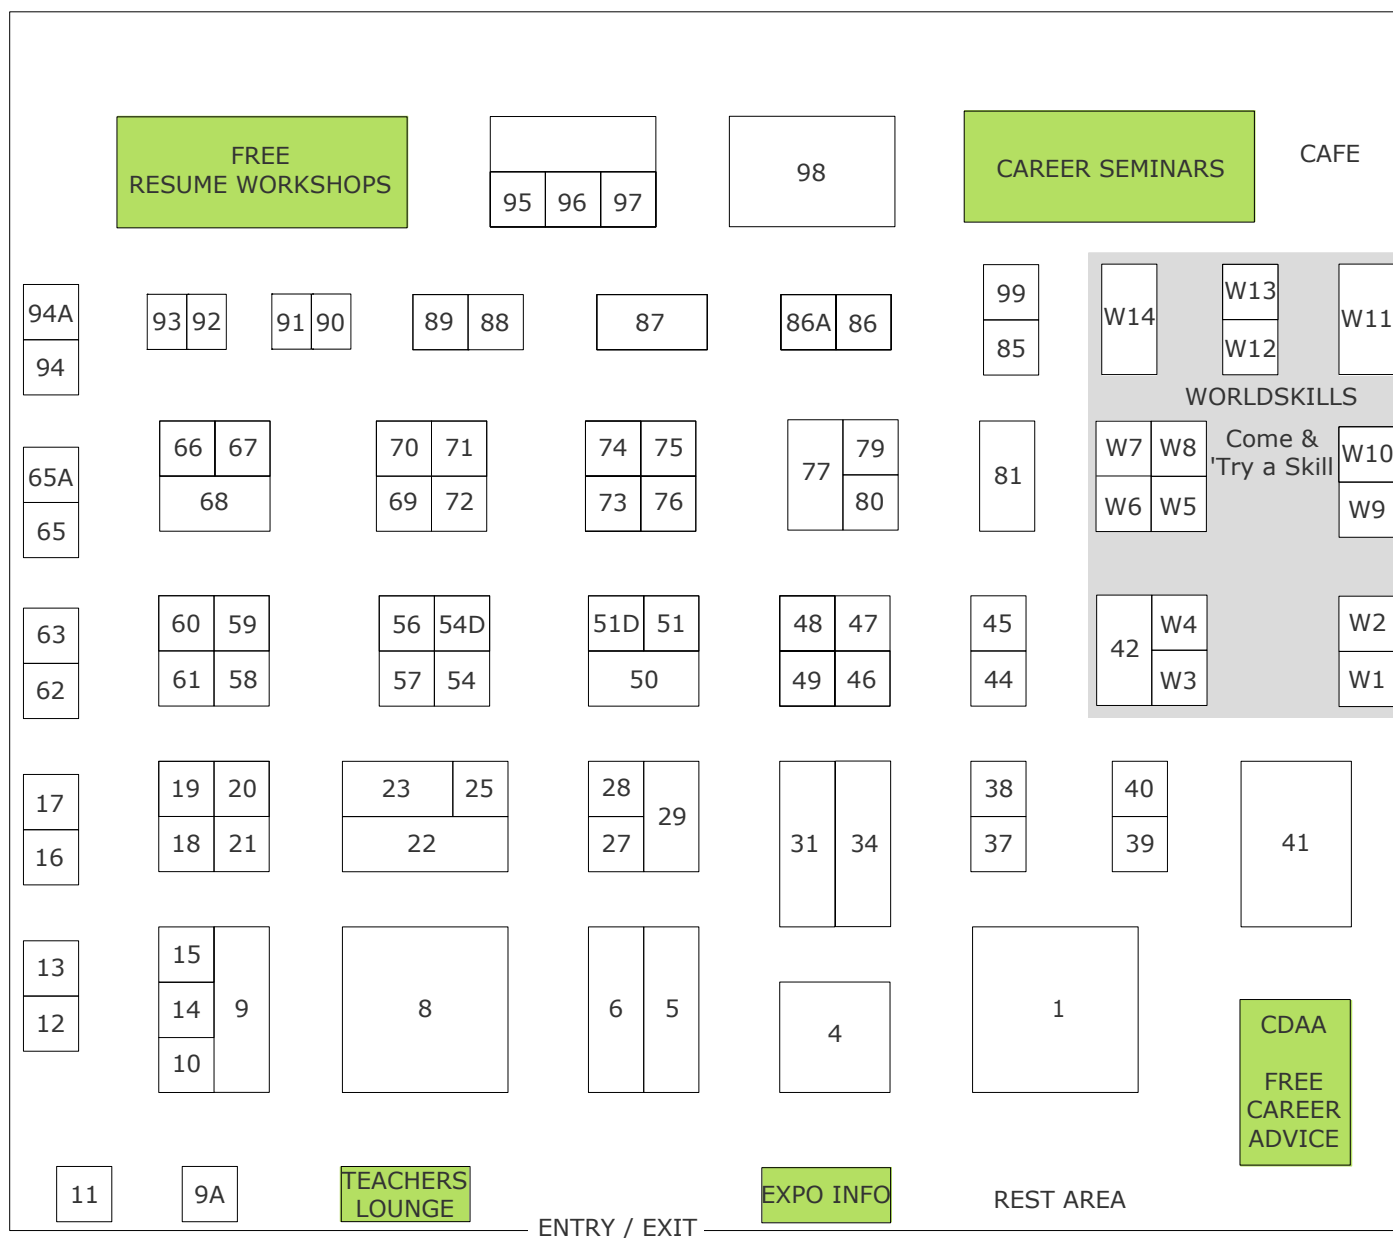 FREE
RESUME WORKSHOPS
95 96 97
98
CAREER SEMINARS
CAFE
94A
94
93 92
91 90
89 88
87
86A 86
99
85
W14
W13
W12
W11
WORLDSKILLS
Come &
'Try a Skill
65A
65
66 67
68
70 71
69 72
74 75
73 76
77
79
80
81
W7 W8
W6 W5
W10
W9
63
62
60 59
61 58
56 54D
57 54
51D 51
50
48 47
49 46
45
44
42
W4
W3
W2
W1
17
16
19 20
18 21
23 25
22
28
27
29
31 34
38
37
40
39
41
13
12
15
14
10
9
8
6 5
4
1
CDAA
FREE
CAREER
ADVICE
11
9A
TEACHERS
LOUNGE
EXPO INFO
REST AREA
ENTRY / EXIT